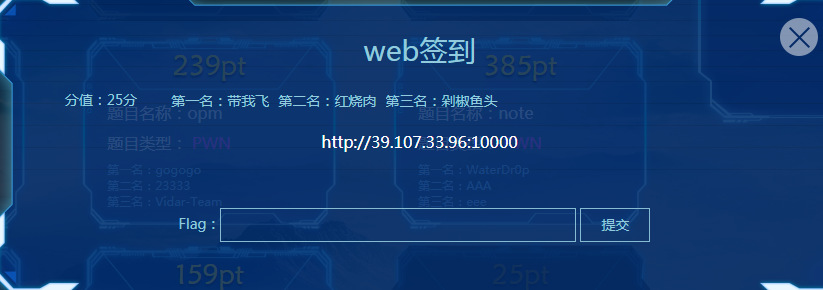 239pt
web签到
385pt
分值：25分 第一名：带我飞 第二名：红烧肉 第三名：剁椒鱼头
题目名称：opm
题目名称：note
题目类型：PWN
http://39.107.33.96:10000
第一名：gogogo
第二名：23333
第三名：Vidar-Team
第一名：WaterDr0p
第二名：AAA
第三名：eee
Flag：
提交
159pt
25pt